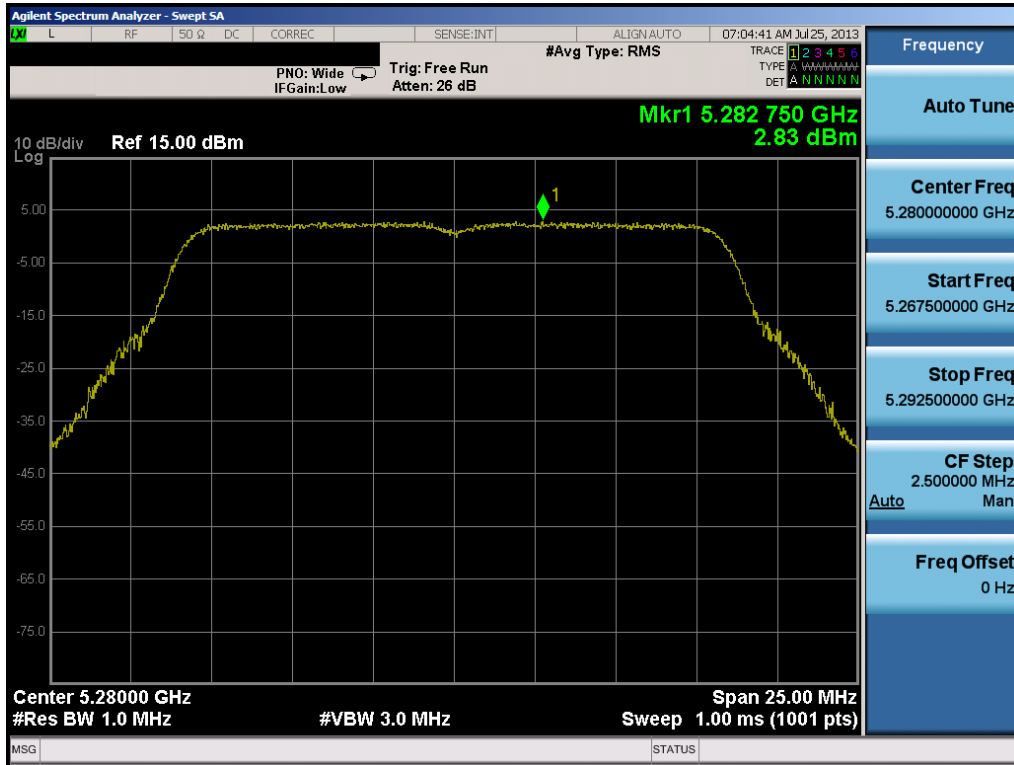 Agilent Spectrum Analyzer - Swept SA
LXI L RF 50 Ω DC CORREC SENSE:INT ALIGN AUTO 07:04:41 AM Jul 25, 2013
#Avg Type: RMS TRACE 1 2 3 4 5 6
PNO: Wide Trig: Free Run TYPE A WWWWW
IFGain:Low Atten: 26 dB DET A N N N N N
Mkr1 5.282 750 GHz
2.83 dBm
10 dB/div Ref 15.00 dBm
Log
1
5.00
-5.00
-15.0
-25.0
-35.0
-45.0
-55.0
-65.0
-75.0
Center 5.28000 GHz Span 25.00 MHz
#Res BW 1.0 MHz #VBW 3.0 MHz Sweep 1.00 ms (1001 pts)
MSG STATUS
Frequency
Auto Tune
Center Freq
5.280000000 GHz
Start Freq
5.267500000 GHz
Stop Freq
5.292500000 GHz
CF Step
2.500000 MHz
Auto Man
Freq Offset
0 Hz